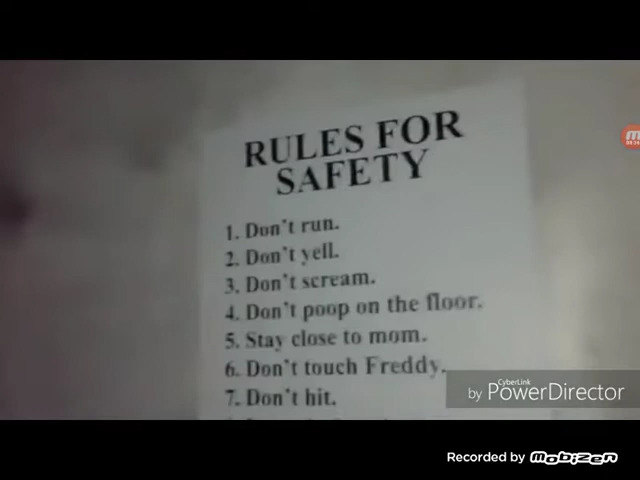 RULES FOR
SAFETY
1. Don't run.
2. Don't yell.
3. Don't scream.
4. Don't poop on the floor.
5. Stay close to mom.
6. Don't touch Freddy.
7. Don't hit.
by CyberLink PowerDirector
Recorded by Mobizen